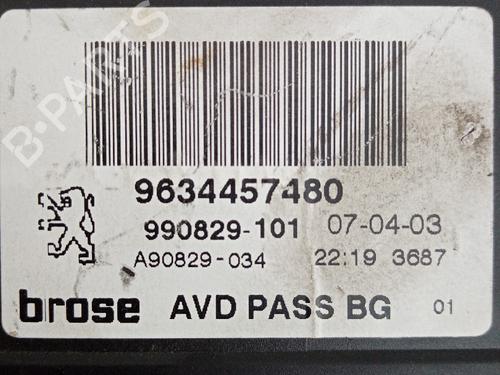 B-PARTS
9634457480
990829-101 07-04-03
A90829-034 22:19 3687
brose AVD PASS BG 01